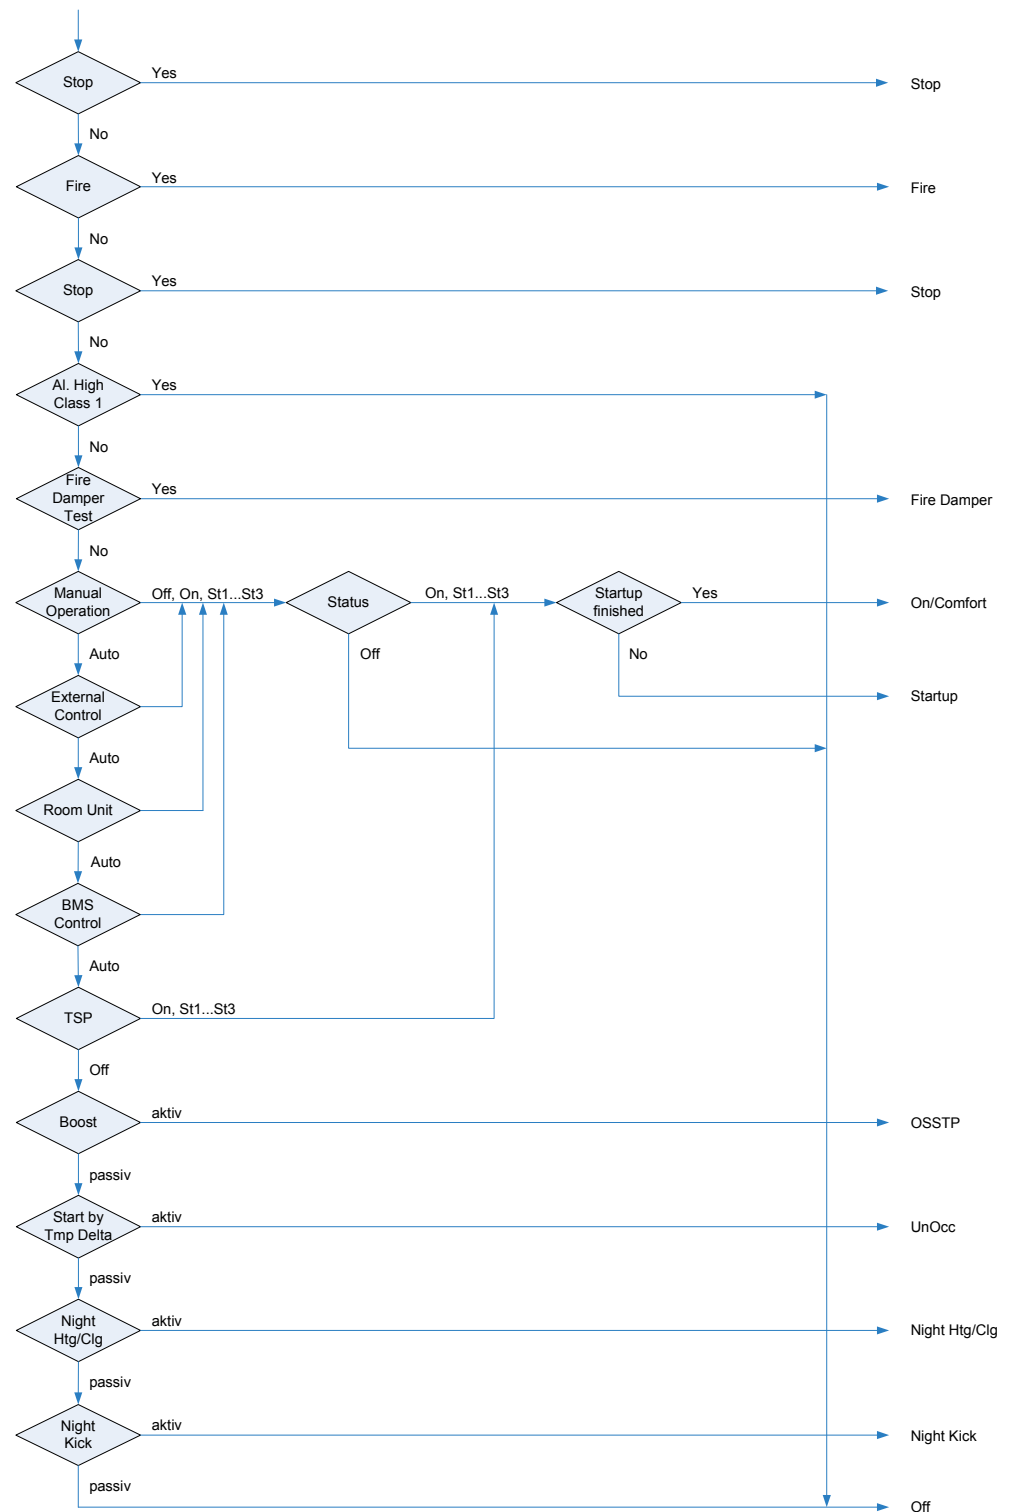 Stop
Yes
Stop
No
Fire
Yes
Fire
No
Stop
Yes
Stop
No
Al. High
Class 1
Yes
No
Fire
Damper
Test
Yes
Fire Damper
No
Manual
Operation
Off, On, St1...St3
Status
On, St1...St3
Startup
finished
Yes
On/Comfort
Auto
Off
No
External
Control
Startup
Auto
Room Unit
Auto
BMS
Control
Auto
TSP
On, St1...St3
Off
Boost
aktiv
OSSTP
passiv
Start by
Tmp Delta
aktiv
UnOcc
passiv
Night
Htg/Clg
aktiv
Night Htg/Clg
passiv
Night
Kick
aktiv
Night Kick
passiv
Off